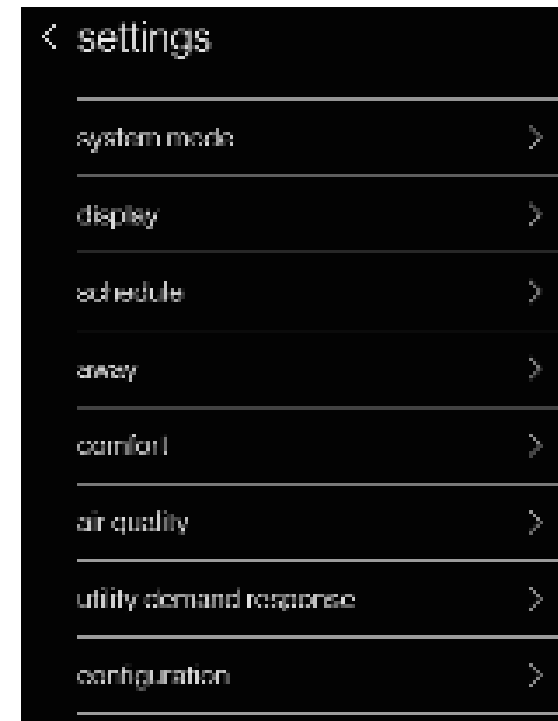 settings
system mode
display
schedule
away
comfort
air quality
utility demand response
configuration